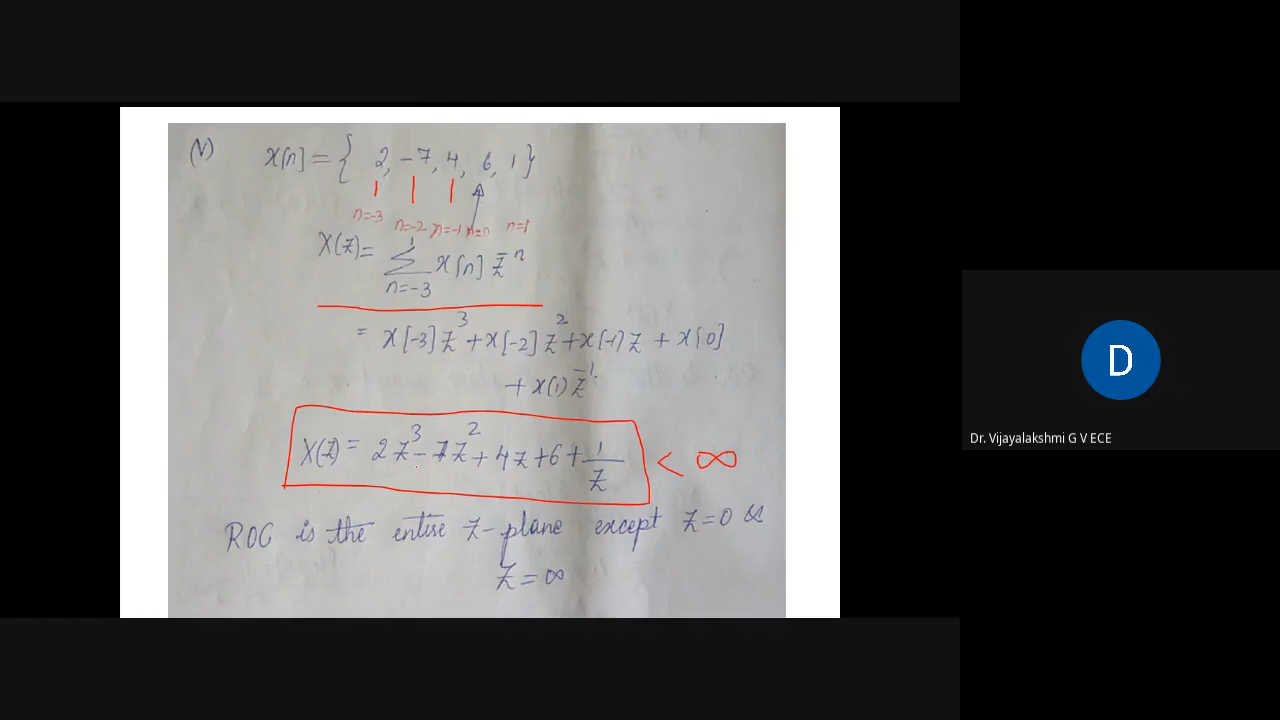 (V) x[n] = { 2, -7, 4, 6, 1 }
n=-3 n=-2 n=-1 n=0 n=1
X(Z) = 1
∑ x[n] Z^-n
n=-3
= x[-3] Z^3 + x[-2] Z^2 + x[-1] Z + x[0]
+ x(1) Z^-1
X(Z) = 2Z^3 - 7Z^2 + 4Z + 6 + 1/Z < ∞
ROC is the entire Z-plane except Z=0 &
Z = ∞
D
Dr. Vijayalakshmi G V ECE